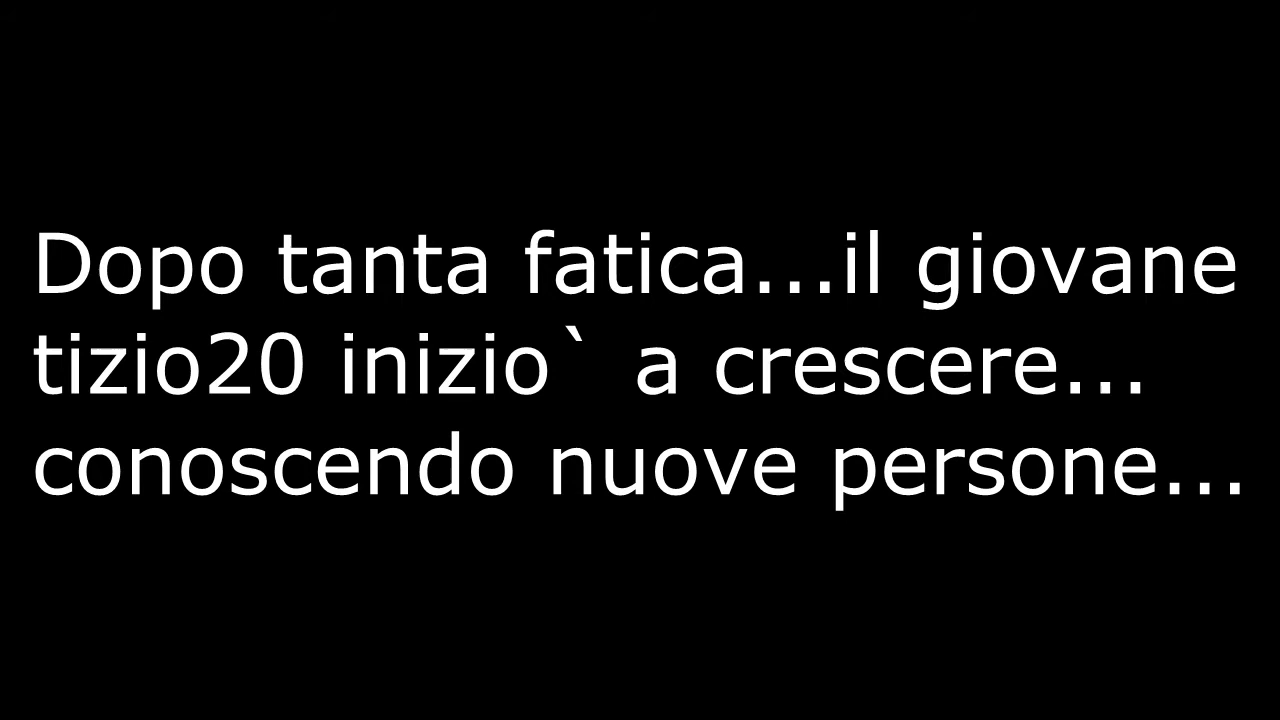 Dopo tanta fatica...il giovane
tizio20 inizio` a crescere...
conoscendo nuove persone...